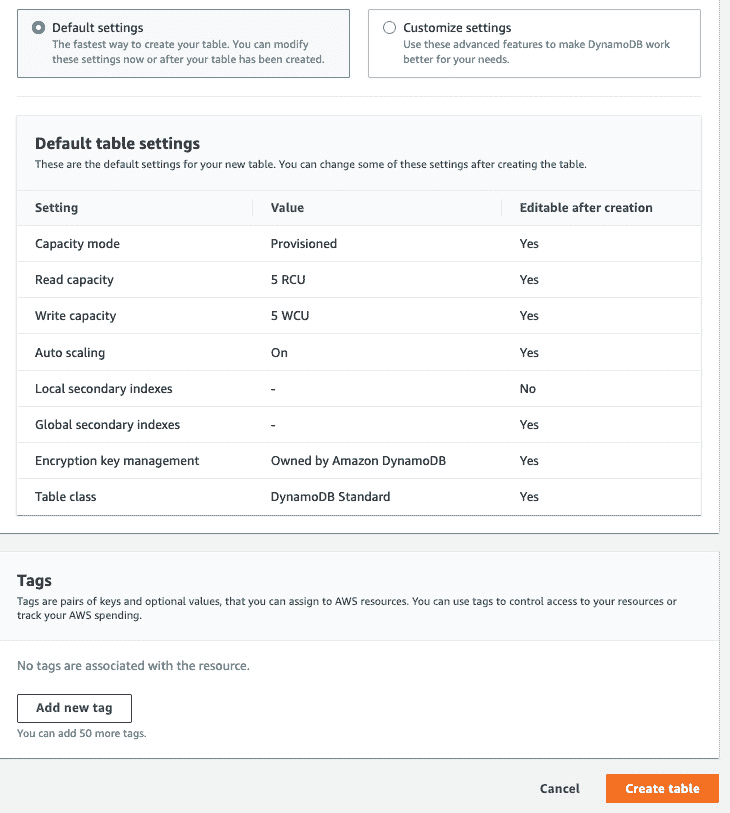 Default settings
The fastest way to create your table. You can modify
these settings now or after your table has been created.
Customize settings
Use these advanced features to make DynamoDB work
better for your needs.
Default table settings
These are the default settings for your new table. You can change some of these settings after creating the table.
Setting Value Editable after creation
Capacity mode Provisioned Yes
Read capacity 5 RCU Yes
Write capacity 5 WCU Yes
Auto scaling On Yes
Local secondary indexes - No
Global secondary indexes - Yes
Encryption key management Owned by Amazon DynamoDB Yes
Table class DynamoDB Standard Yes
Tags
Tags are pairs of keys and optional values, that you can assign to AWS resources. You can use tags to control access to your resources or
track your AWS spending.
No tags are associated with the resource.
Add new tag
You can add 50 more tags.
Cancel Create table